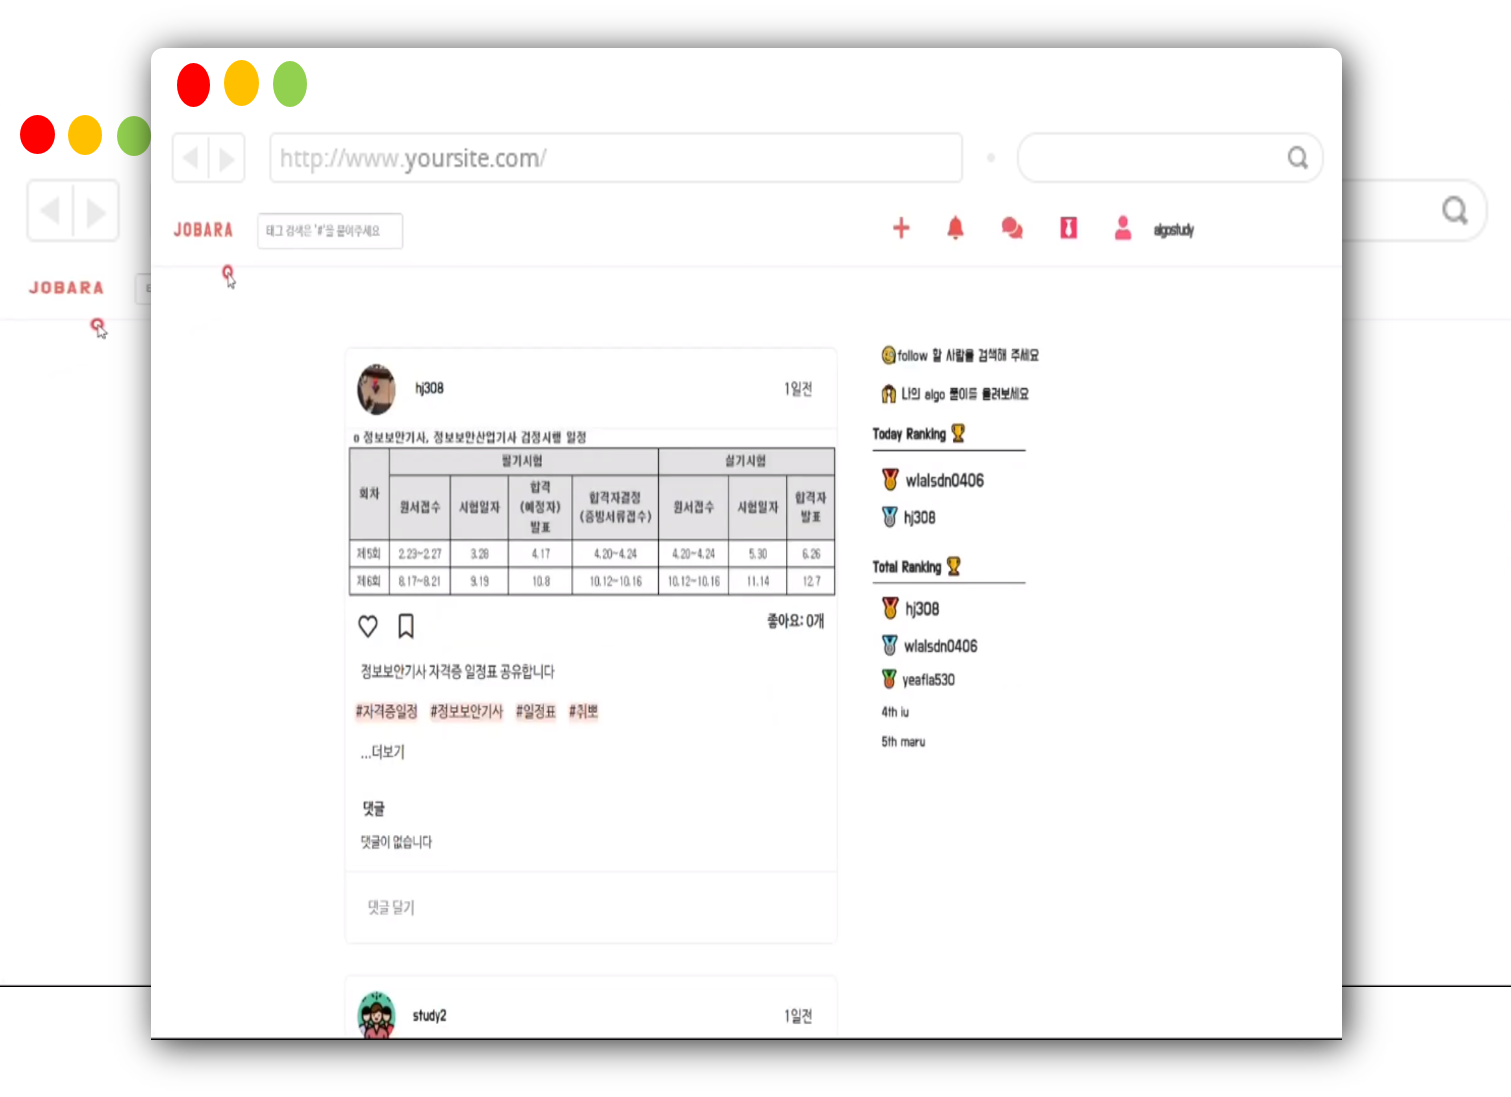 http://www.yoursite.com/
JOBARA
태그 검색은 '#'을 붙여주세요
algostudy
JOBARA
hj308
1일전
o 정보보안기사, 정보보안산업기사 검정시행 일정
회차 필기시험 실기시험
원서접수 시험일자 합격(예정자)발표 합격자결정(증빙서류접수) 원서접수 시험일자 합격자발표
제5회 2.23~2.27 3.28 4.17 4.20~4.24 4.20~4.24 5.30 6.26
제6회 8.17~8.21 9.19 10.8 10.12~10.16 10.12~10.16 11.14 12.7
좋아요: 0개
정보보안기사 자격증 일정표 공유합니다
#자격증일정 #정보보안기사 #일정표 #취뽀
...더보기
댓글
댓글이 없습니다
댓글 달기
study2
1일전
follow 할 사람을 검색해 주세요
나의 algo 풀이를 올려보세요
Today Ranking
wlalsdn0406
hj308
Total Ranking
hj308
wlalsdn0406
yeafla530
4th iu
5th maru